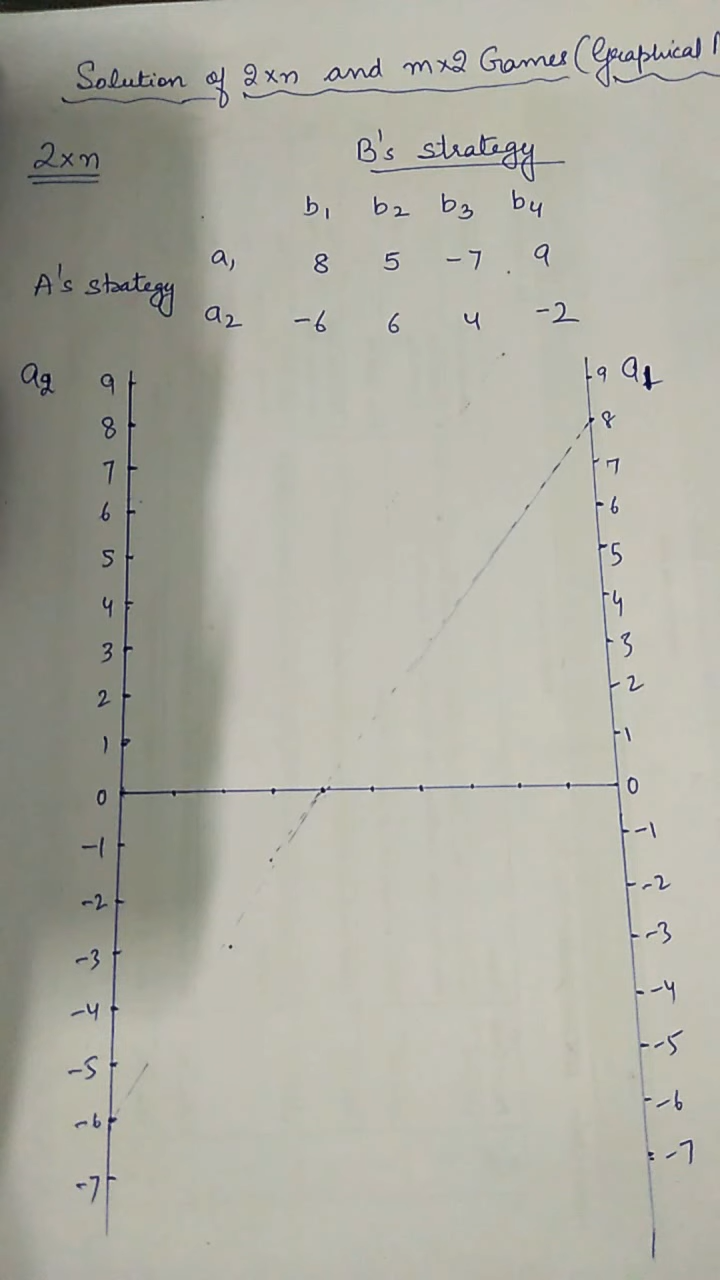 Solution of 2×n and m×2 Games (Graphical
2×n
B's strategy
b1 b2 b3 b4
a1 8 5 -7 9
A's strategy
a2 -6 6 4 -2
a2 9 9 a1
8 8
7 7
6 6
5 5
4 4
3 3
2 2
1 1
0 0
-1 -1
-2 -2
-3 -3
-4 -4
-5 -5
-6 -6
-7 -7